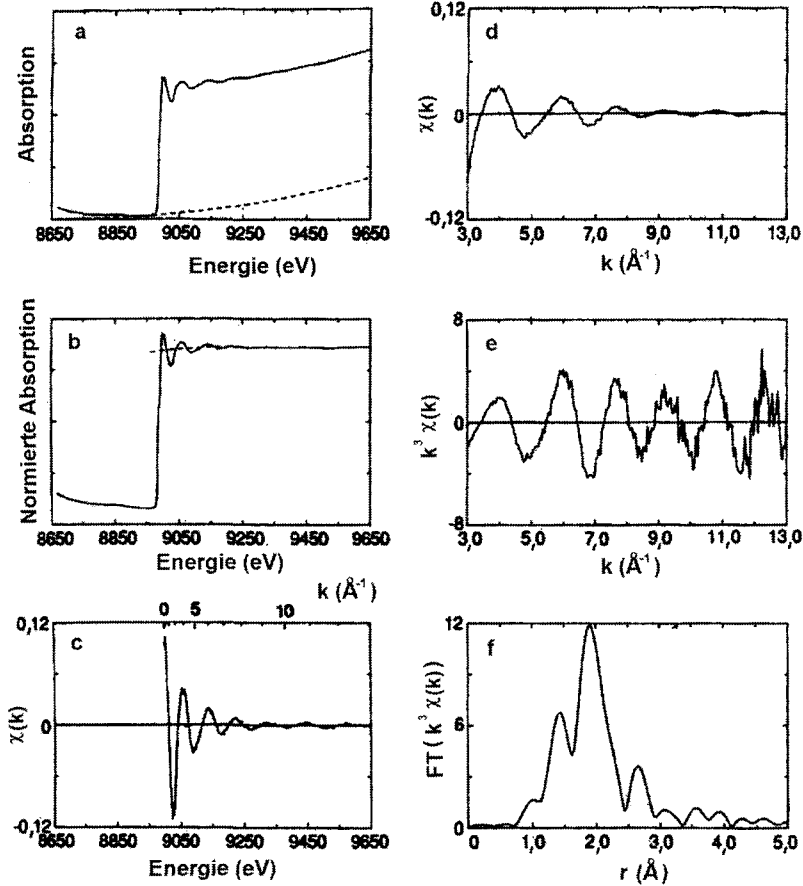 a
Absorption
8650 8850 9050 9250 9450 9650
Energie (eV)
b
Normierte Absorption
8650 8850 9050 9250 9450 9650
Energie (eV)
k (Å⁻¹)
0 5 10
0,12
c
χ(k)
0
-0,12
8650 8850 9050 9250 9450 9650
Energie (eV)
0,12
d
χ(k)
0
-0,12
3,0 5,0 7,0 9,0 11,0 13,0
k (Å⁻¹)
8
e
k³ χ(k)
0
-8
3,0 5,0 7,0 9,0 11,0 13,0
k (Å⁻¹)
12
f
FT( k³ χ(k))
6
0
0 1,0 2,0 3,0 4,0 5,0
r (Å)